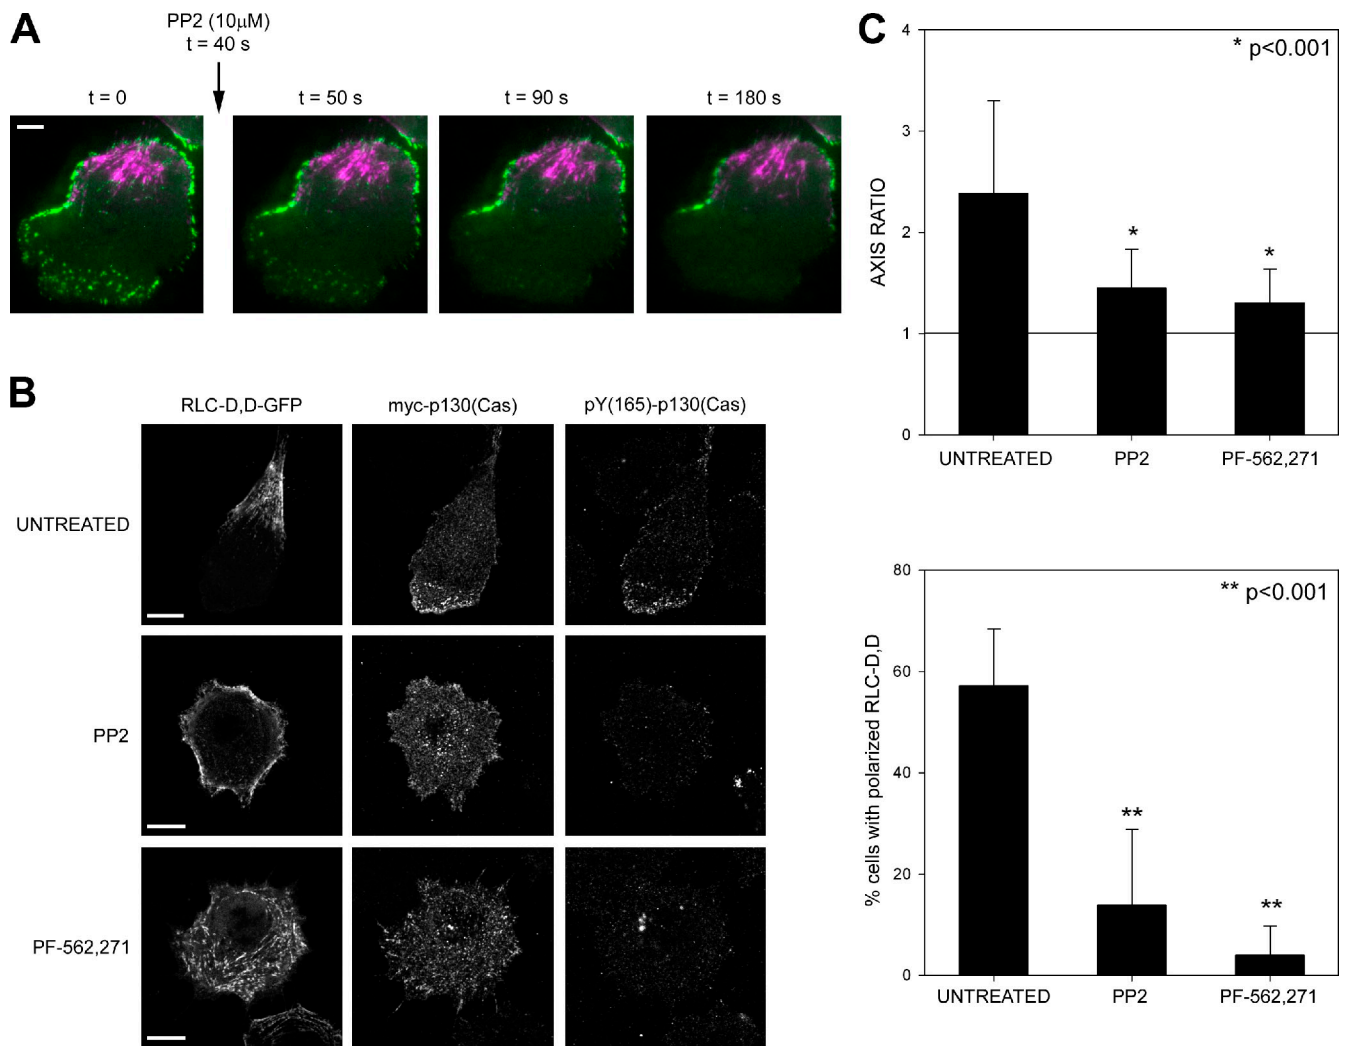 A
PP2 (10μM)
t = 40 s
t = 0
t = 50 s
t = 90 s
t = 180 s
B
RLC-D,D-GFP
myc-p130(Cas)
pY(165)-p130(Cas)
UNTREATED
PP2
PF-562,271
C
* p<0.001
AXIS RATIO
4
3
2
1
0
*
*
UNTREATED
PP2
PF-562,271
** p<0.001
% cells with polarized RLC-D,D
80
60
40
20
0
**
**
UNTREATED
PP2
PF-562,271